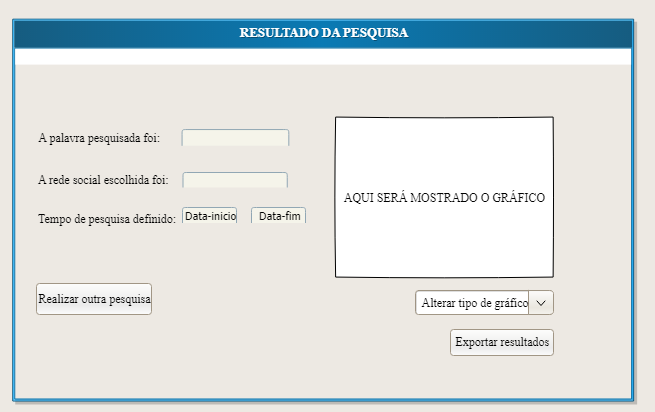 RESULTADO DA PESQUISA
A palavra pesquisada foi:
A rede social escolhida foi:
Tempo de pesquisa definido: Data-inicio Data-fim
AQUI SERÁ MOSTRADO O GRÁFICO
Realizar outra pesquisa
Alterar tipo de gráfico
Exportar resultados